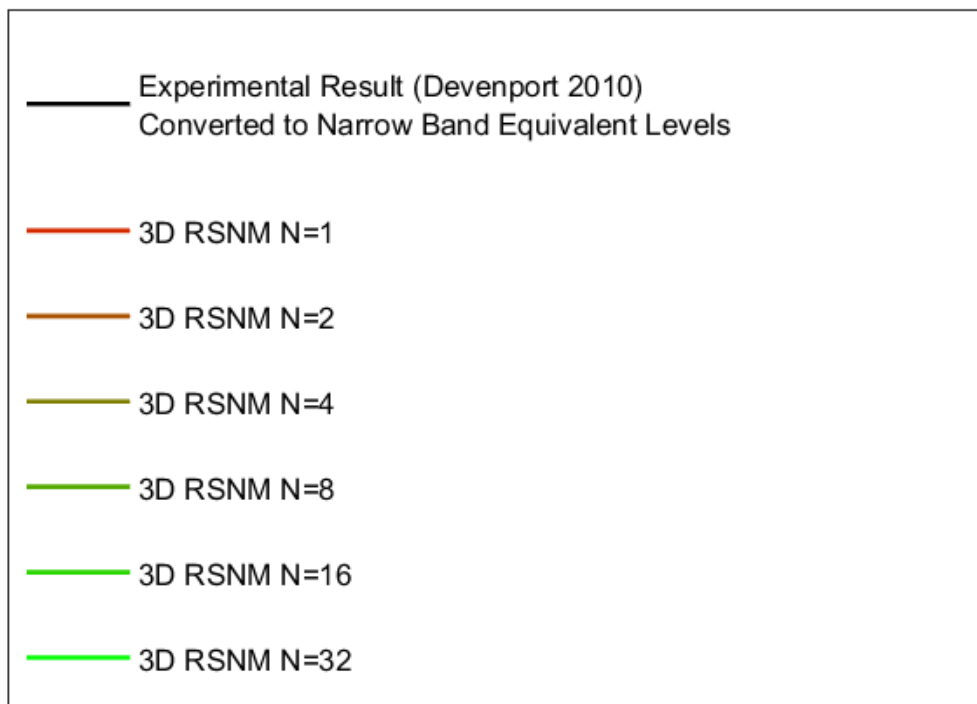 Experimental Result (Devenport 2010)
Converted to Narrow Band Equivalent Levels
3D RSNM N=1
3D RSNM N=2
3D RSNM N=4
3D RSNM N=8
3D RSNM N=16
3D RSNM N=32